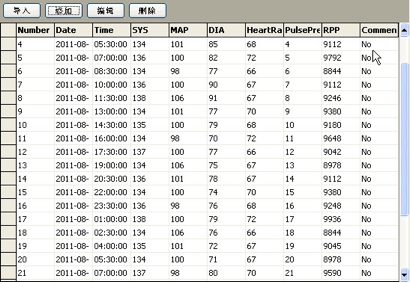 导入 添加 编辑 删除
Number Date Time SYS MAP DIA HeartRa PulsePre RPP Commen
4 2011-08- 05:30:00 134 101 85 68 4 9112 No
5 2011-08- 07:00:00 136 100 82 72 5 9792 No
6 2011-08- 08:30:00 134 98 77 66 6 8844 No
7 2011-08- 10:00:00 136 100 90 67 7 9112 No
8 2011-08- 11:30:00 138 106 91 67 8 9246 No
9 2011-08- 13:00:00 134 101 77 70 9 9380 No
10 2011-08- 14:30:00 135 100 79 68 10 9180 No
11 2011-08- 16:00:00 134 98 70 72 11 9648 No
12 2011-08- 17:30:00 137 100 77 66 12 9042 No
13 2011-08- 19:00:00 134 106 75 67 13 8978 No
14 2011-08- 20:30:00 136 101 78 67 14 9112 No
15 2011-08- 22:00:00 134 100 74 70 15 9380 No
16 2011-08- 23:30:00 136 98 76 68 16 9248 No
17 2011-08- 01:00:00 138 100 79 72 17 9936 No
18 2011-08- 02:30:00 134 106 76 66 18 8844 No
19 2011-08- 04:00:00 135 101 72 67 19 9045 No
20 2011-08- 05:30:00 134 100 71 67 20 8978 No
21 2011-08- 07:00:00 137 98 80 70 21 9590 No